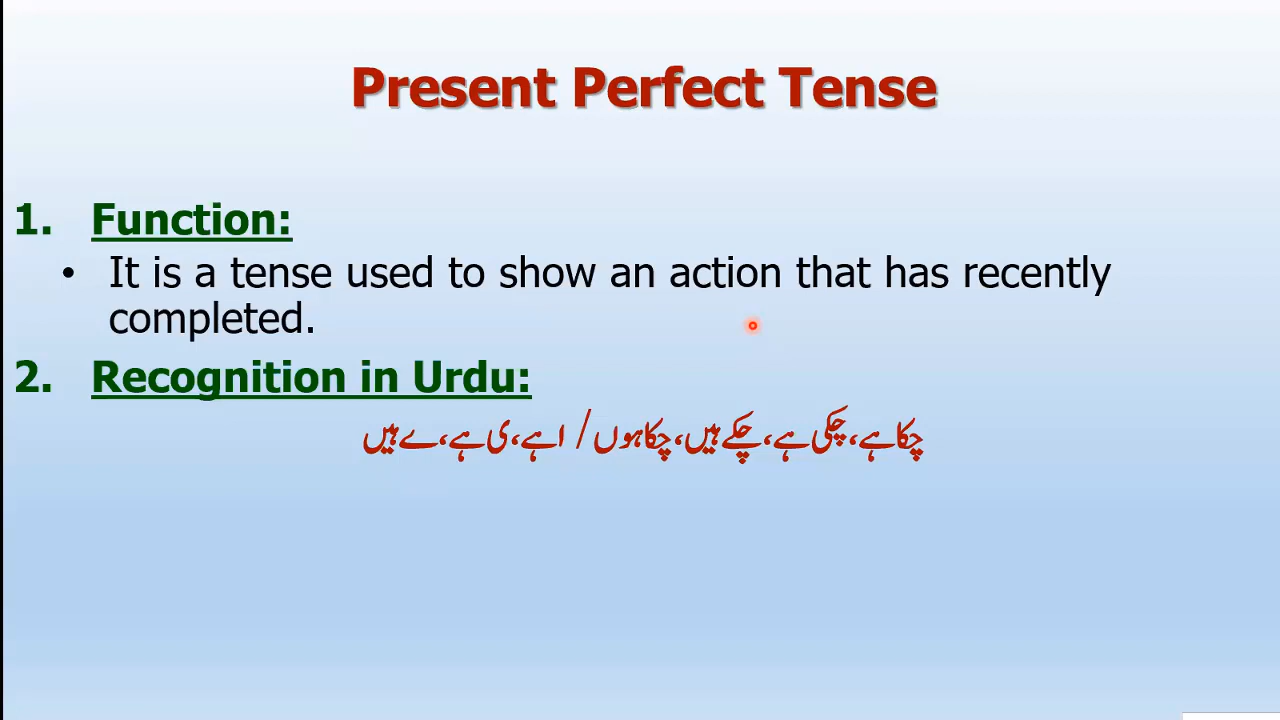 Present Perfect Tense
1. Function:
• It is a tense used to show an action that has recently
completed.
2. Recognition in Urdu:
چکا ہے، چکی ہے، چکے ہیں، چکا ہوں / ا ہے، ی ہے، ے ہیں